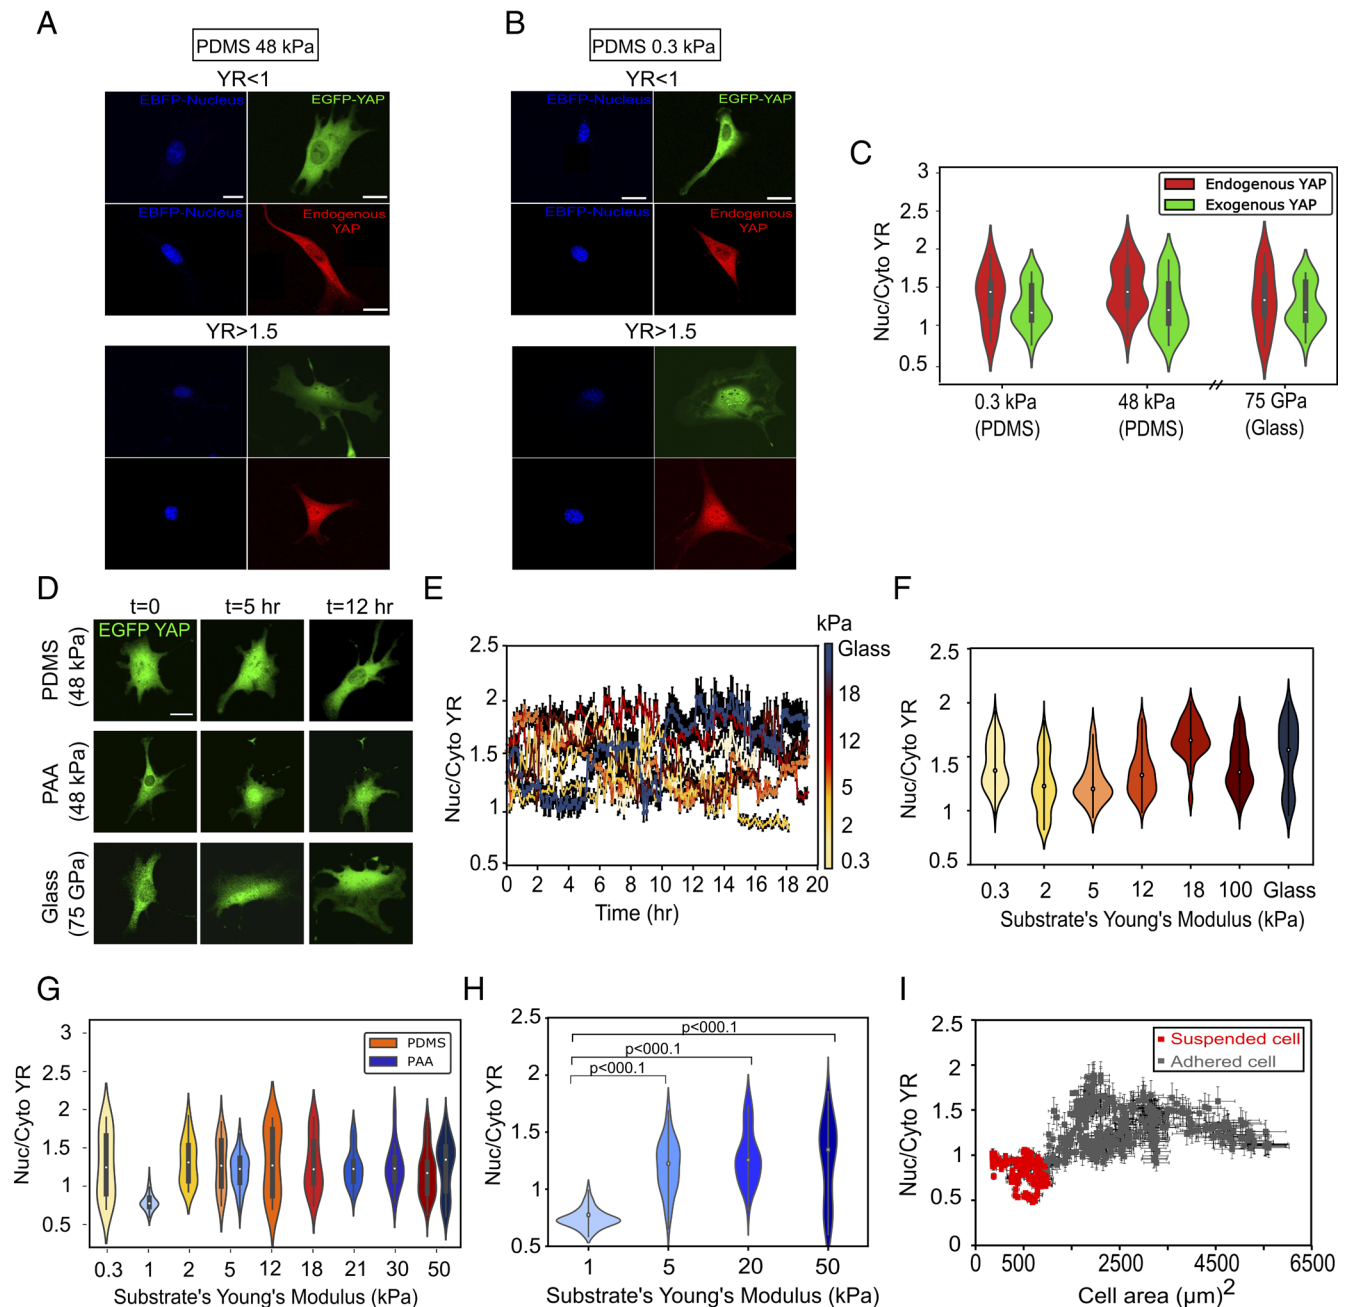 A
PDMS 48 kPa
YR<1
EBFP-Nucleus
EGFP-YAP
EBFP-Nucleus
Endogenous
YAP
YR>1.5
B
PDMS 0.3 kPa
YR<1
EBFP-Nucleus
EGFP-YAP
EBFP-Nucleus
Endogenous
YAP
YR>1.5
C
Nuc/Cyto YR
3
2.5
2
1.5
1
0.5
Endogenous YAP
Exogenous YAP
0.3 kPa
(PDMS)
48 kPa
(PDMS)
75 GPa
(Glass)
D
t=0
t=5 hr
t=12 hr
EGFP YAP
PDMS
(48 kPa)
PAA
(48 kPa)
Glass
(75 GPa)
E
Nuc/Cyto YR
2.5
2
1.5
1
0.5
0 2 4 6 8 10 12 14 16 18 20
Time (hr)
kPa
Glass
18
12
5
2
0.3
F
Nuc/Cyto YR
2.5
2
1.5
1
0.5
0.3 2 5 12 18 100 Glass
Substrate's Young's Modulus (kPa)
G
Nuc/Cyto YR
3
2.5
2
1.5
1
0.5
PDMS
PAA
0.3 1 2 5 12 18 21 30 50
Substrate's Young's Modulus (kPa)
H
Nuc/Cyto YR
2.5
2
1.5
1
0.5
p<000.1
p<000.1
p<000.1
1 5 20 50
Substrate's Young's Modulus (kPa)
I
Nuc/Cyto YR
2.5
2
1.5
1
0.5
0
Suspended cell
Adhered cell
0 500 2500 4500 6500
Cell area (µm)2